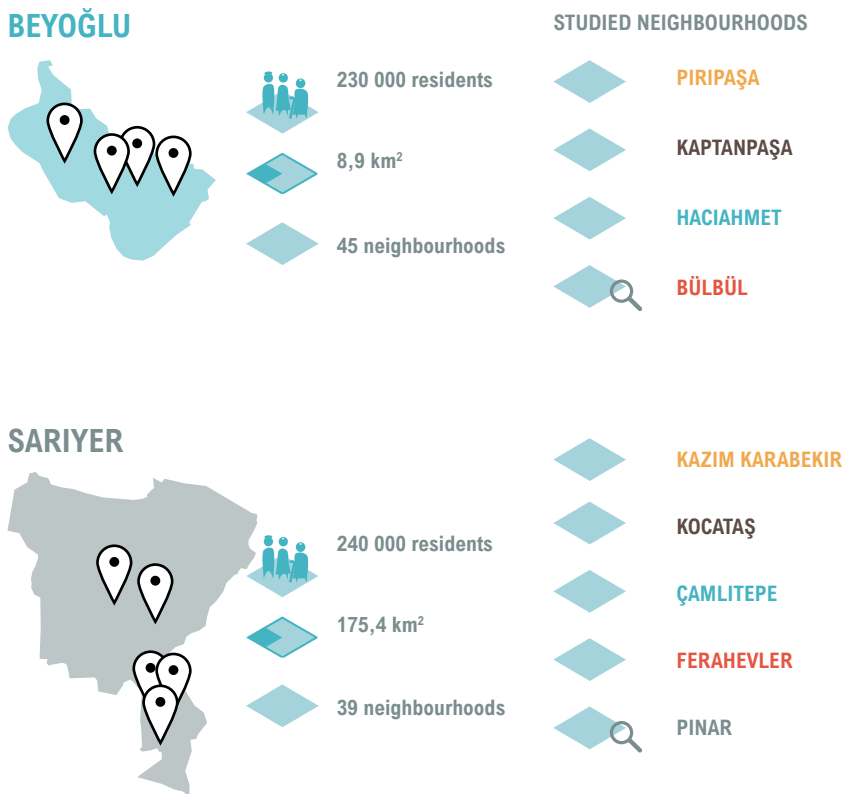 BEYOĞLU
230 000 residents
8,9 km²
45 neighbourhoods
STUDIED NEIGHBOURHOODS
PIRIPAŞA
KAPTANPAŞA
HACIAHMET
BÜLBÜL
SARIYER
240 000 residents
175,4 km²
39 neighbourhoods
KAZIM KARABEKIR
KOCATAŞ
ÇAMLITEPE
FERAHEVLER
PINAR